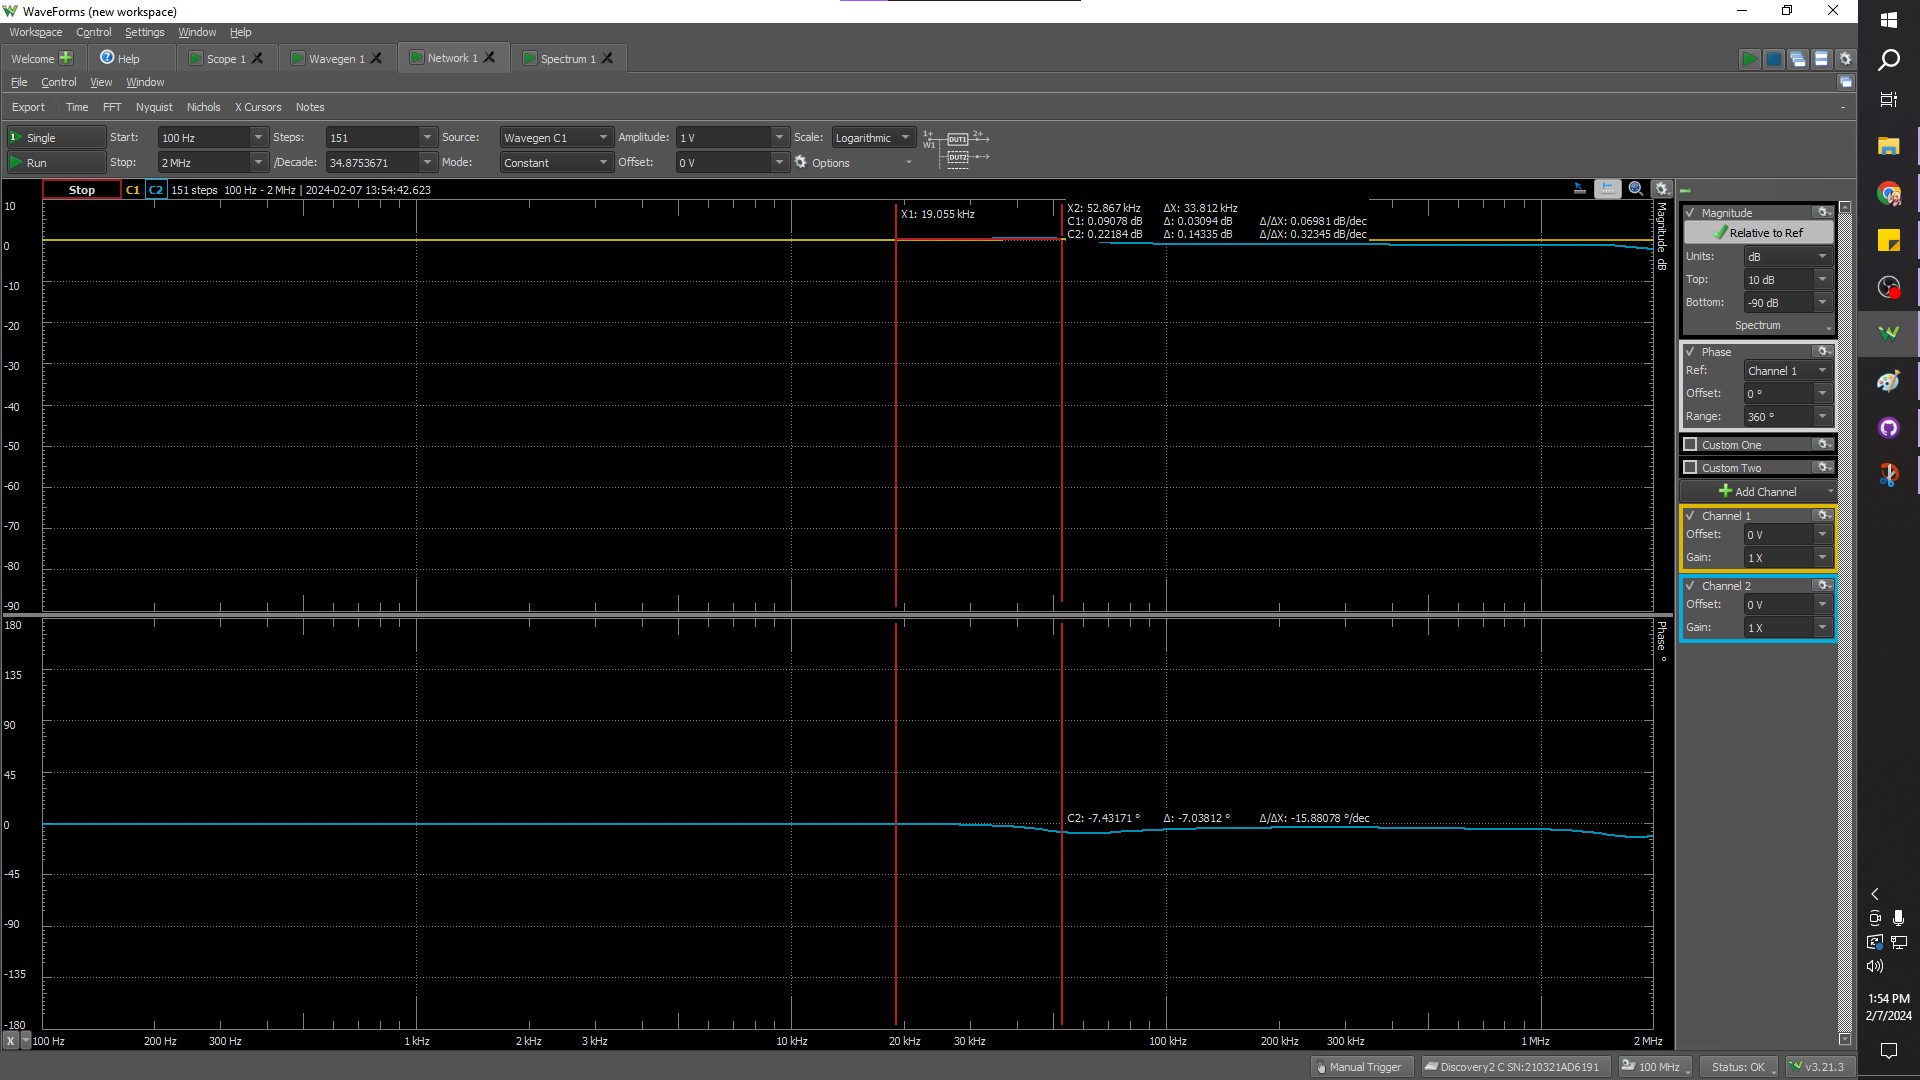 WaveForms (new workspace)
Workspace Control Settings Window Help
Welcome Help Scope 1 Wavegen 1 Network 1 Spectrum 1
File Control View Window
Export Time FFT Nyquist Nichols X Cursors Notes
Single Start: 100 Hz Steps: 151 Source: Wavegen C1 Amplitude: 1 V Scale: Logarithmic 1+ W1 DUT1 2+ DUT2
Run Stop: 2 MHz /Decade: 34.8753671 Mode: Constant Offset: 0 V Options
Stop C1 C2 151 steps 100 Hz - 2 MHz | 2024-02-07 13:54:42.623
X1: 19.055 kHz
X2: 52.867 kHz ΔX: 33.812 kHz
C1: 0.09078 dB Δ: 0.03094 dB Δ/ΔX: 0.06981 dB/dec
C2: 0.22184 dB Δ: 0.14335 dB Δ/ΔX: 0.32345 dB/dec
10
0
-10
-20
-30
-40
-50
-60
-70
-80
-90
Magnitude dB
180
135
90
45
0
-45
-90
-135
-180
Phase °
C2: -7.43171 ° Δ: -7.03812 ° Δ/ΔX: -15.88078 °/dec
X 100 Hz 200 Hz 300 Hz 1 kHz 2 kHz 3 kHz 10 kHz 20 kHz 30 kHz 100 kHz 200 kHz 300 kHz 1 MHz 2 MHz
Magnitude
Relative to Ref
Units: dB
Top: 10 dB
Bottom: -90 dB
Spectrum
Phase
Ref: Channel 1
Offset: 0 °
Range: 360 °
Custom One
Custom Two
Add Channel
Channel 1
Offset: 0 V
Gain: 1 X
Channel 2
Offset: 0 V
Gain: 1 X
Manual Trigger Discovery2 C SN:210321AD6191 100 MHz Status: OK v3.21.3
1:54 PM
2/7/2024